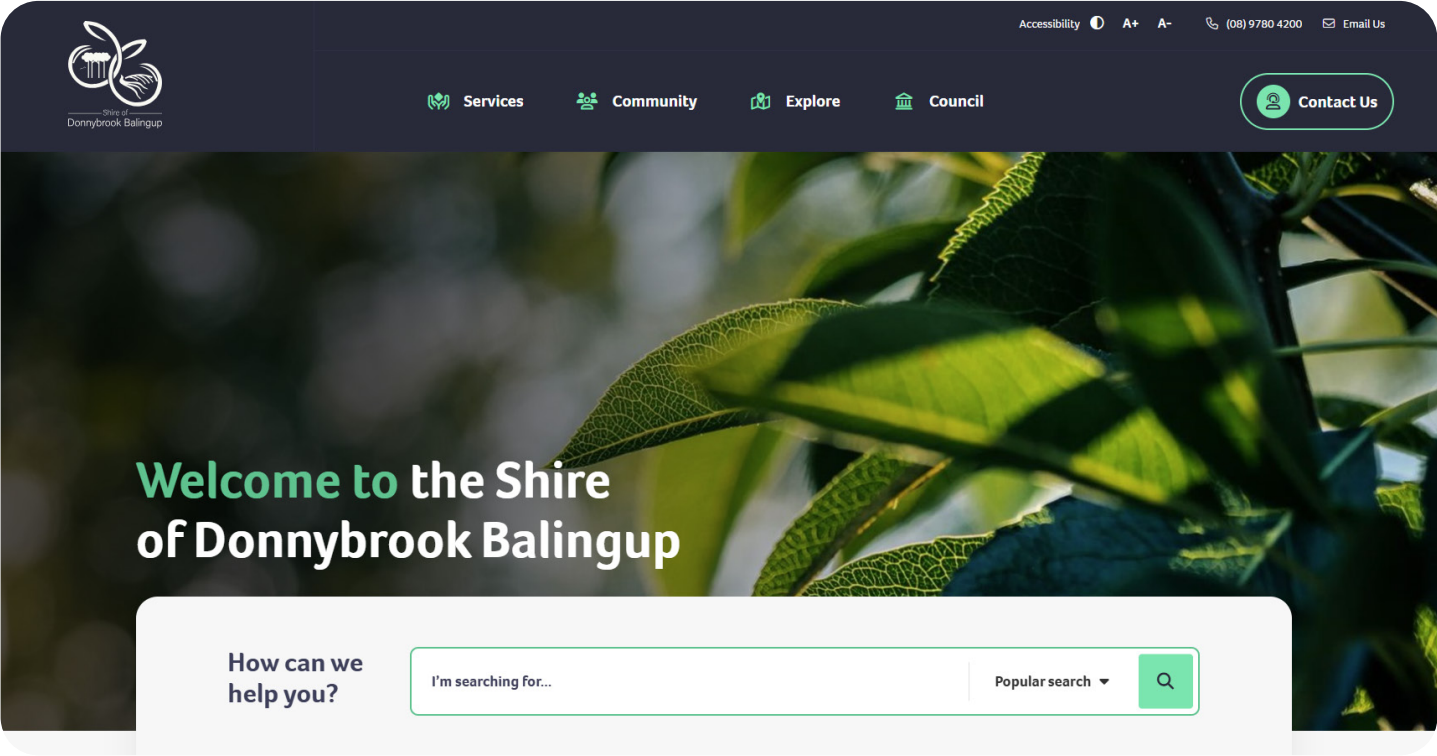 Accessibility A+ A- (08) 9780 4200 Email Us
Shire of
Donnybrook Balingup
Services Community Explore Council Contact Us
Welcome to the Shire
of Donnybrook Balingup
How can we
help you?
I'm searching for... Popular search